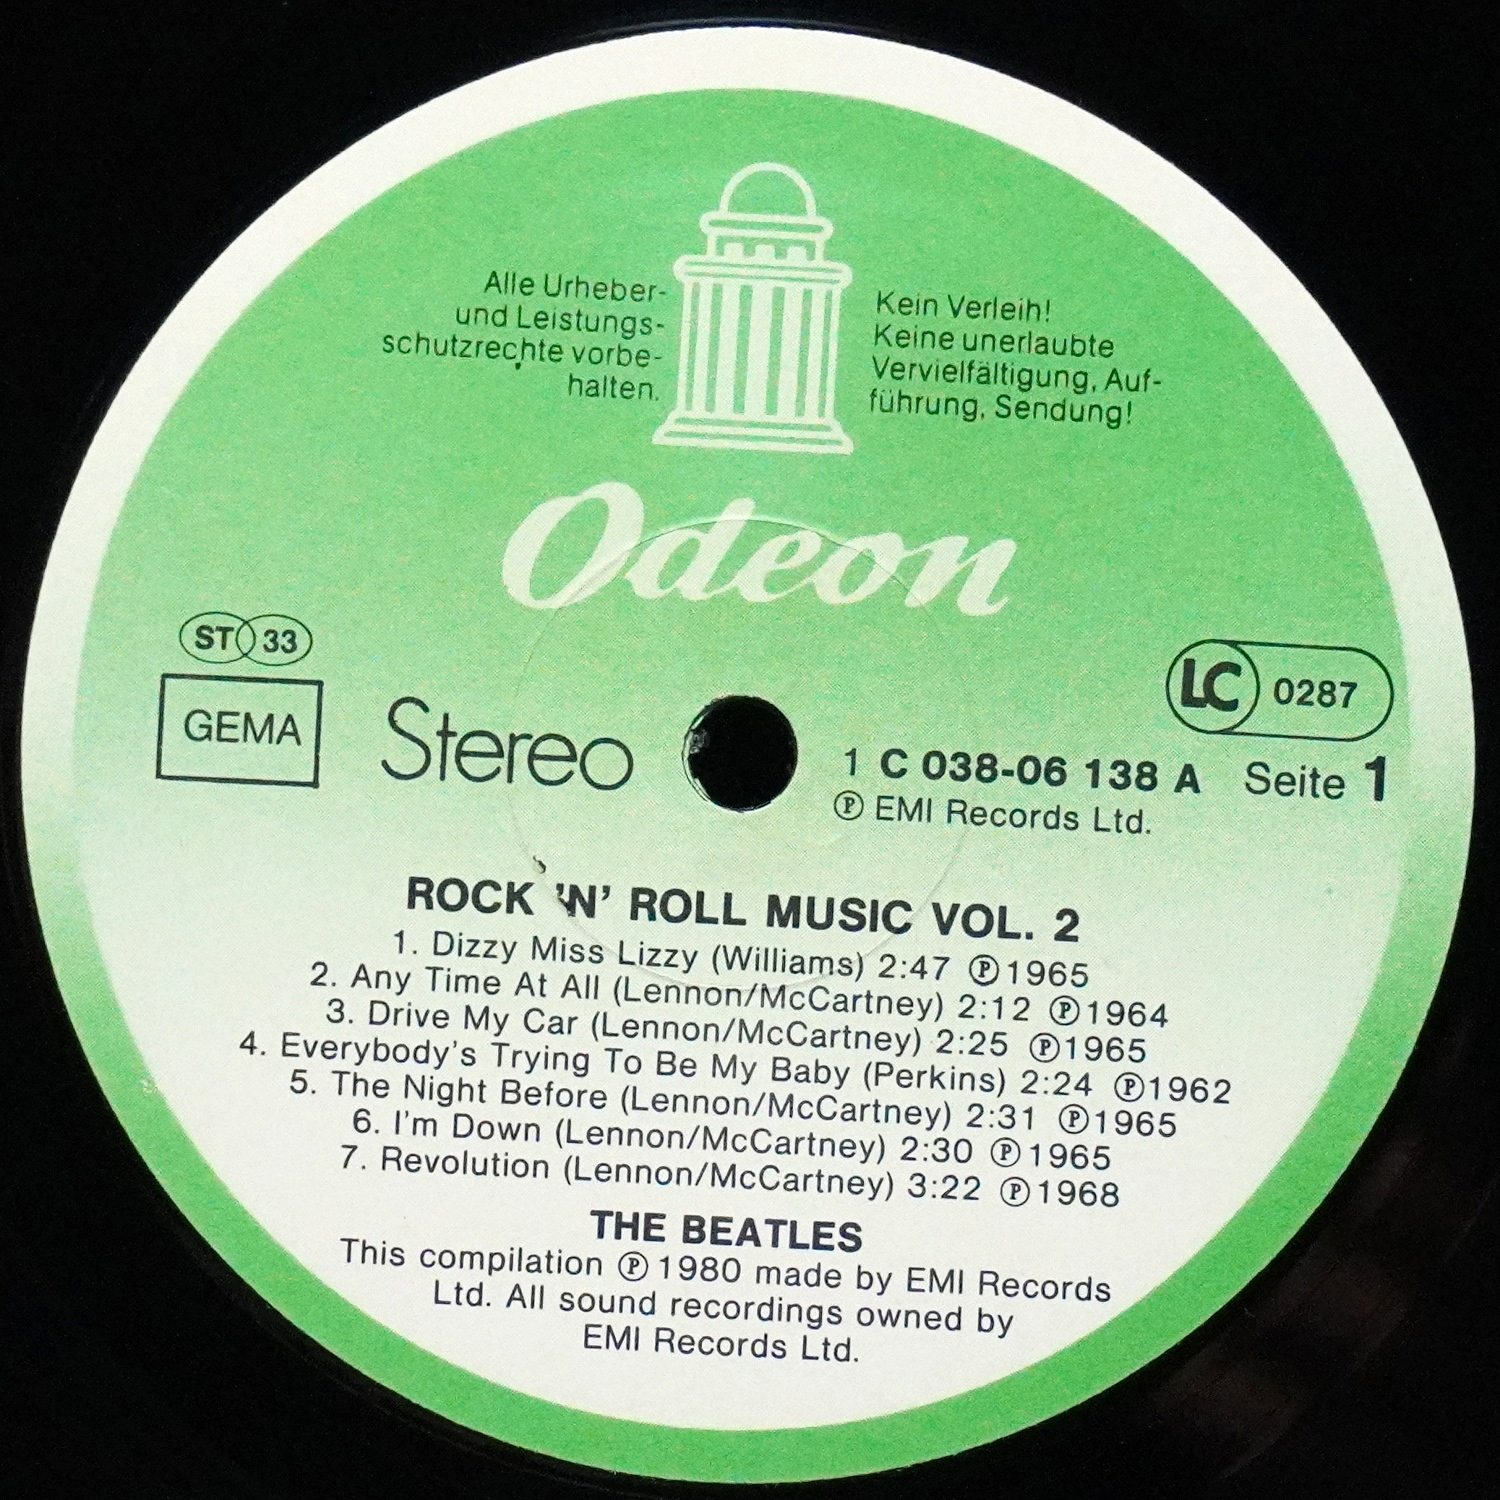 Alle Urheber-
und Leistungs-
schutzrechte vorbe-
halten.
Kein Verleih!
Keine unerlaubte
Vervielfältigung, Auf-
führung, Sendung!
Odeon
ST 33
GEMA
Stereo
LC 0287
1 C 038-06 138 A Seite 1
℗ EMI Records Ltd.
ROCK 'N' ROLL MUSIC VOL. 2
1. Dizzy Miss Lizzy (Williams) 2:47 ℗1965
2. Any Time At All (Lennon/McCartney) 2:12 ℗1964
3. Drive My Car (Lennon/McCartney) 2:25 ℗1965
4. Everybody's Trying To Be My Baby (Perkins) 2:24 ℗1962
5. The Night Before (Lennon/McCartney) 2:31 ℗1965
6. I'm Down (Lennon/McCartney) 2:30 ℗1965
7. Revolution (Lennon/McCartney) 3:22 ℗1968
THE BEATLES
This compilation ℗ 1980 made by EMI Records
Ltd. All sound recordings owned by
EMI Records Ltd.